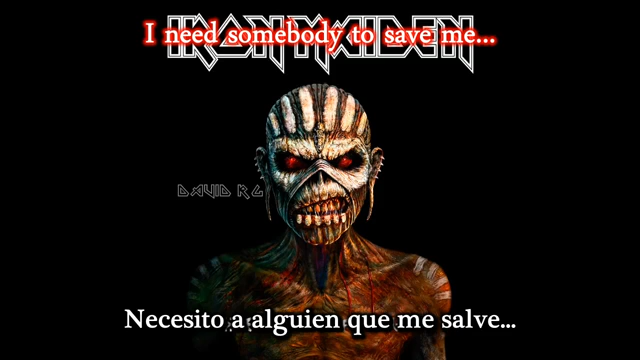 I need somebody to save me...
IRON MAIDEN
DAVID RG
Necesito a alguien que me salve...